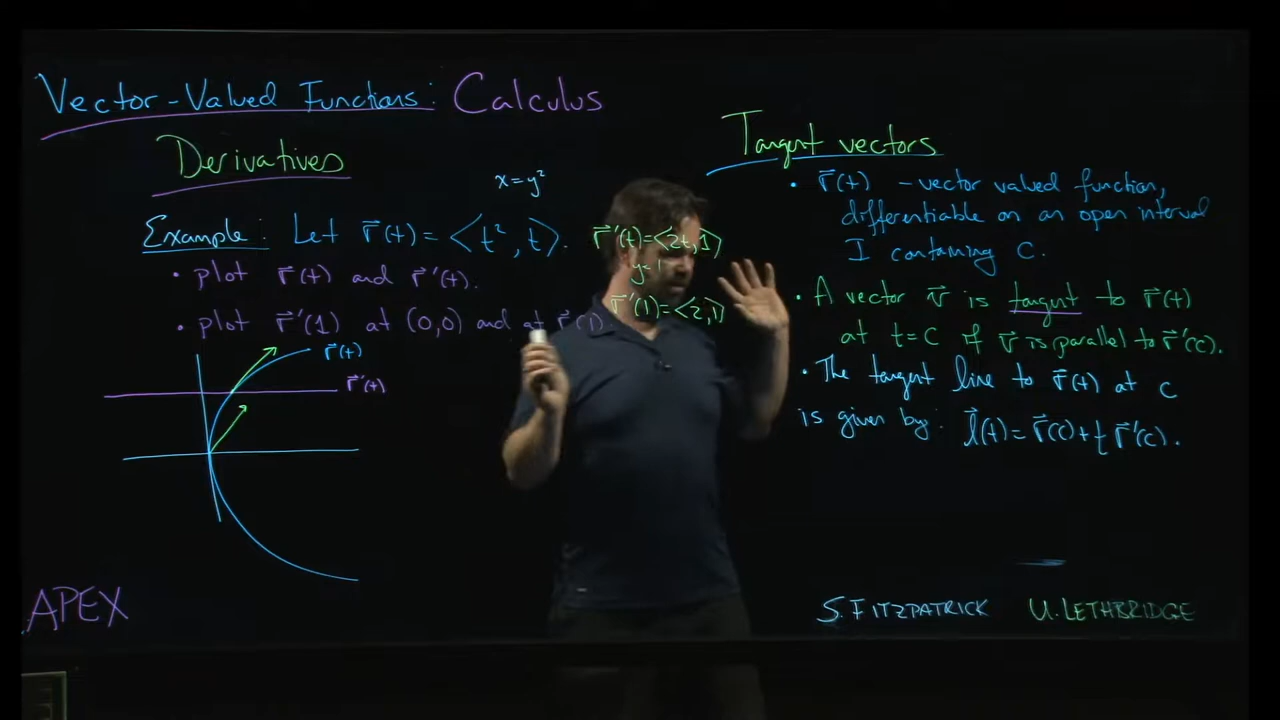 Vector-Valued Functions: Calculus
Derivatives
x=y²
Example: Let r⃗(t) = <t², t>. r⃗'(t)=<2t,1>
• plot r⃗(t) and r⃗'(t). y=1
• plot r⃗'(1) at (0,0) and at r⃗(1) r⃗'(1)=<2,1>
r⃗(t)
r⃗'(t)
Tangent vectors
• r⃗(t) - vector valued function,
differentiable on an open interval
I containing C.
• A vector v⃗ is tangent to r⃗(t)
at t=C if v⃗ is parallel to r⃗'(c).
• The tangent line to r⃗(t) at c
is given by: l⃗(t)=r⃗(c)+t r⃗'(c).
APEX
S. FITZPATRICK U. LETHBRIDGE